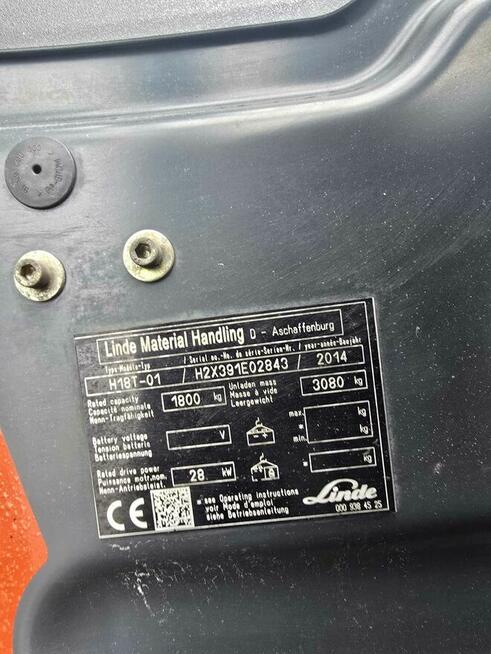 Linde Material Handling D - Aschaffenburg
Type-Modèle-Typ / Serial no.-No. de série-Serien-Nr. / year-année-Baujahr
H18T-01 / H2X391E02843 / 2014
Rated capacity
Capacité nominale
Nenn-Tragfähigkeit
1800 kg
Unladen mass
Masse à vide
Leergewicht
3080 kg
Battery voltage
Tension batterie
Batteriespannung
V
- +
max. kg
*
min. kg
Rated drive power
Puissance motr.nom.
Nenn-Antriebsleist.
28 kW
* kg
CE
* see Operating instructions
voir Mode d'emploi
siehe Betriebsanleitung
Linde
000 938 45 25